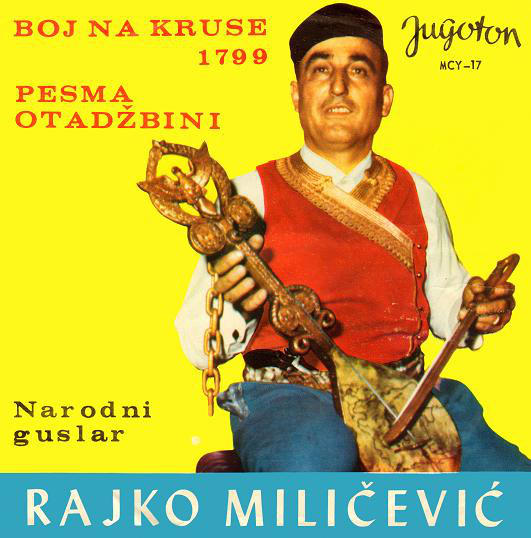 BOJ NA KRUSE
1799
PESMA
OTADŽBINI
Jugoton
MCY-17
Narodni
guslar
RAJKO MILIČEVIĆ